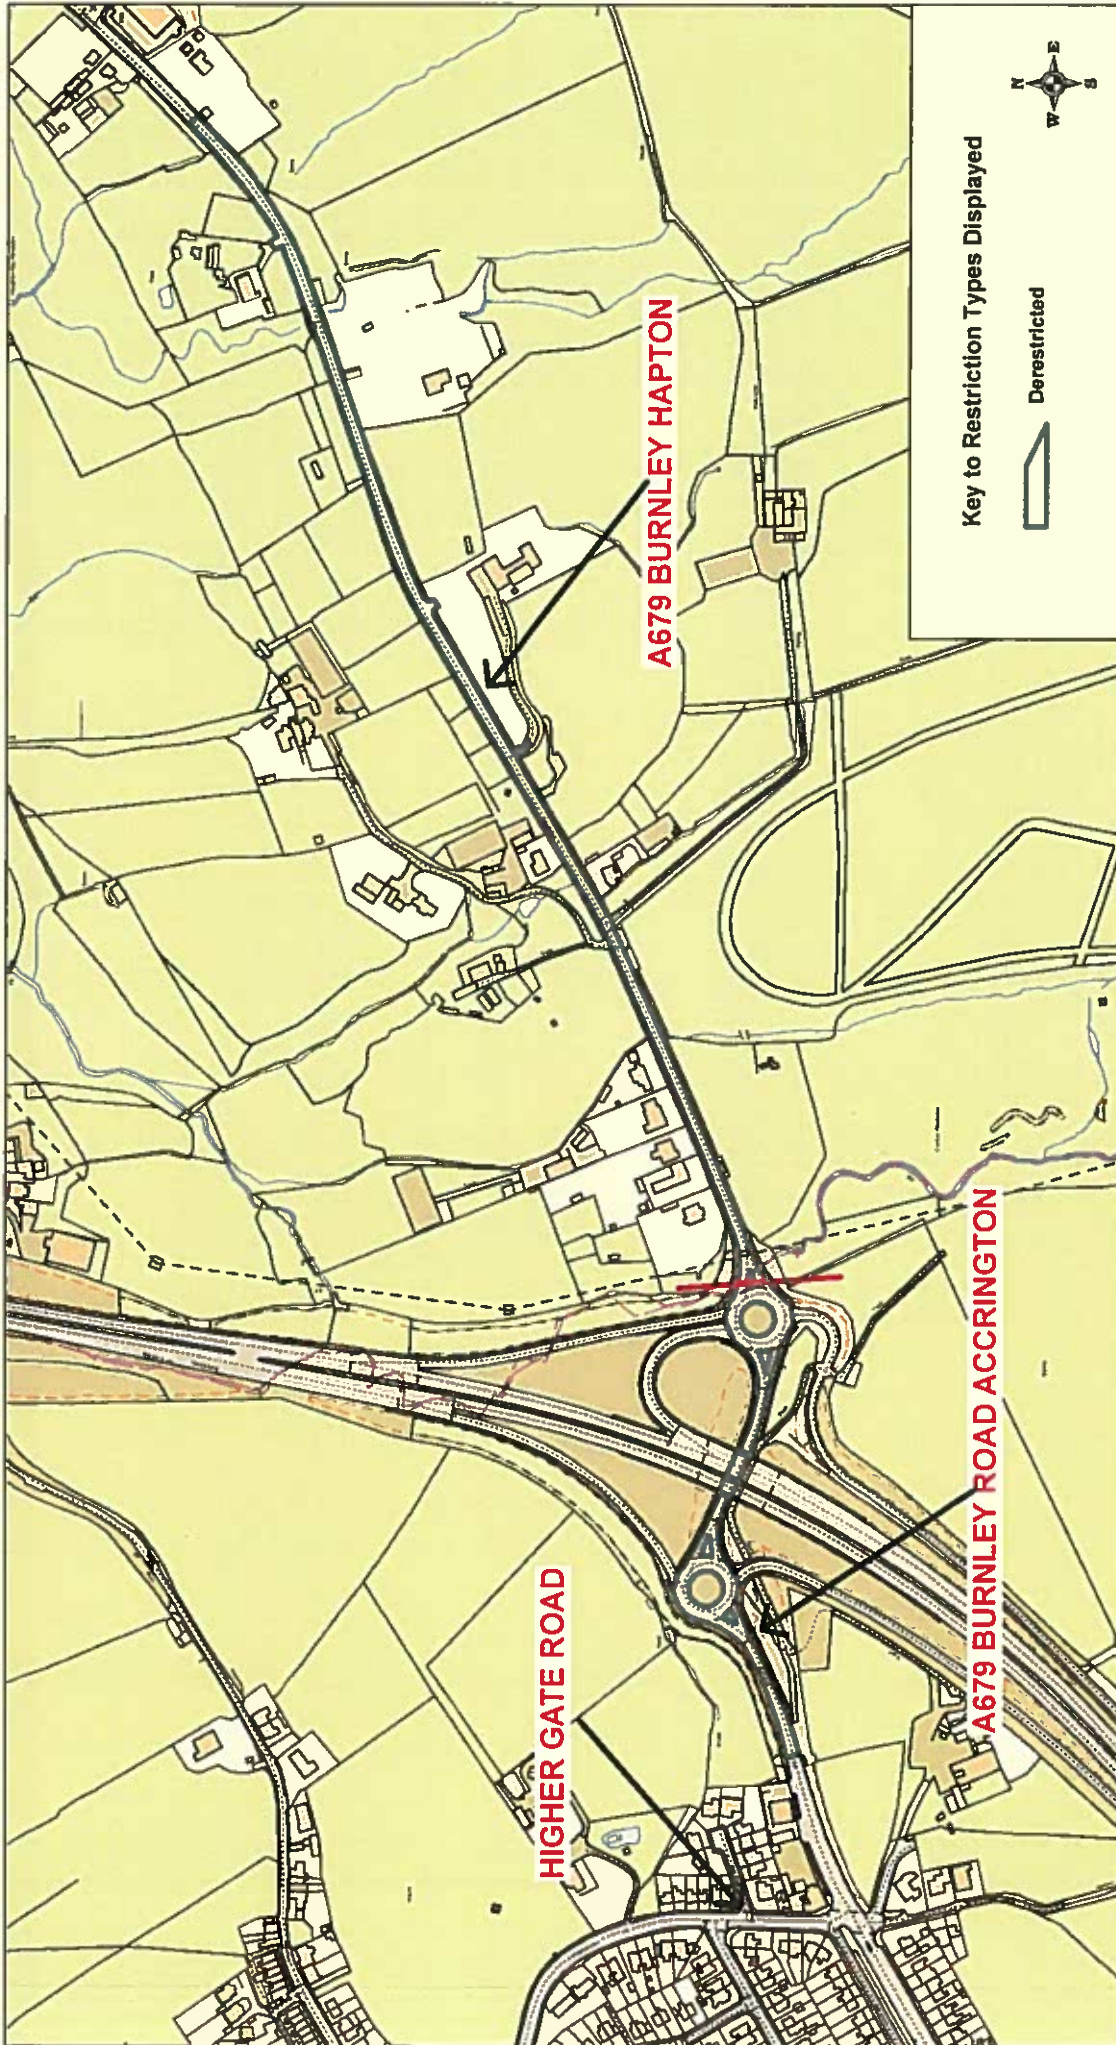 A679 BURNLEY HAPTON
HIGHER GATE ROAD
A679 BURNLEY ROAD ACCRINGTON
Key to Restriction Types Displayed
Derestricted
N
W E
S